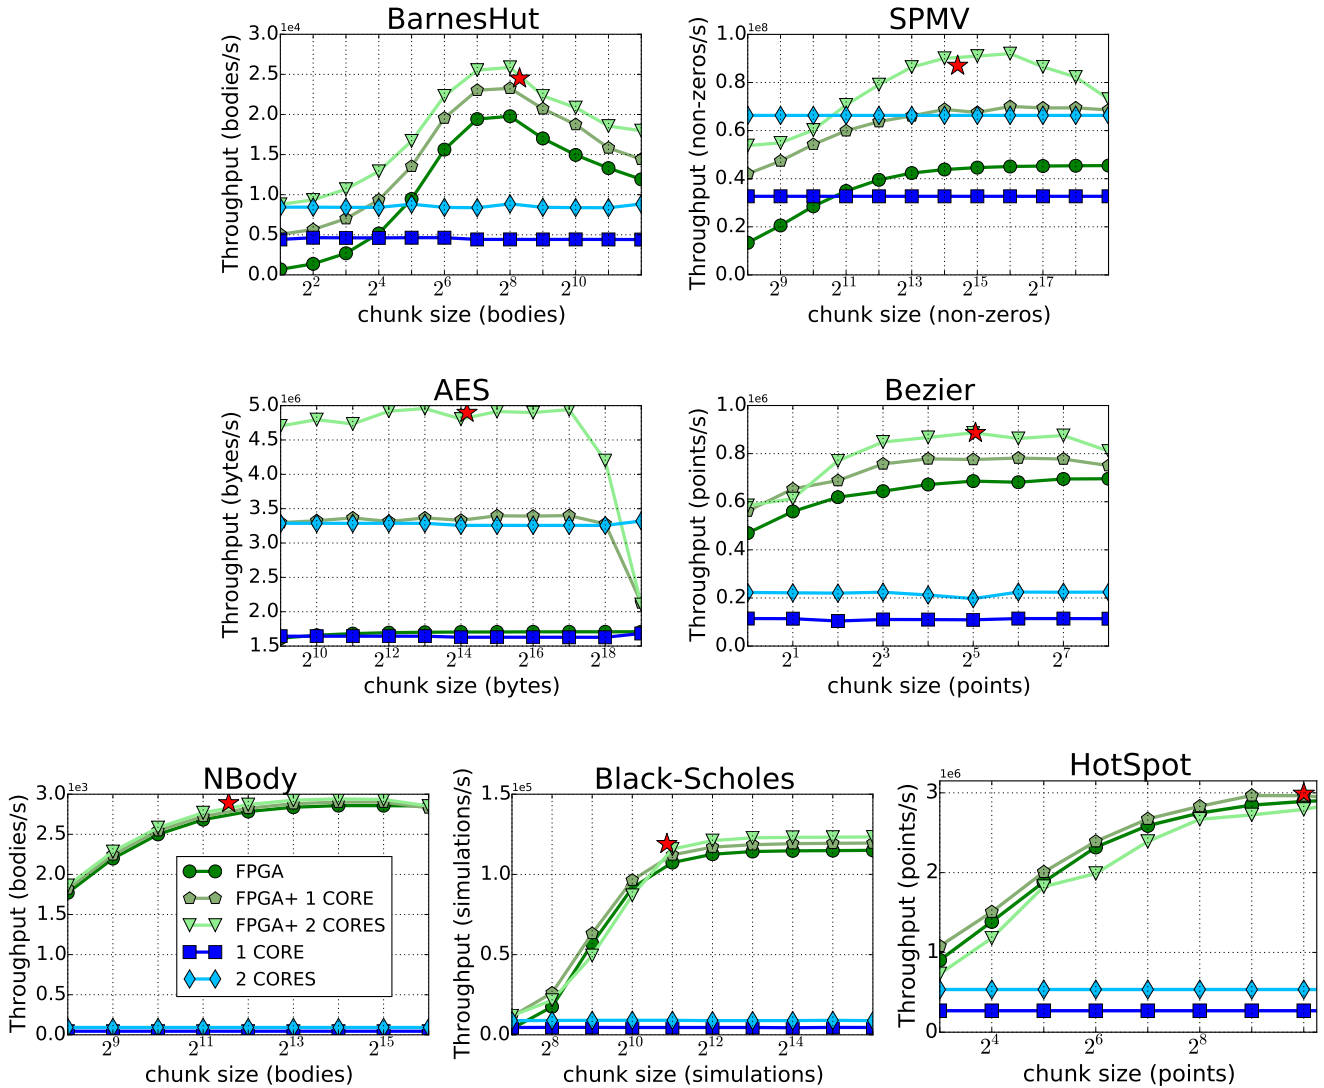 BarnesHut
1e4
3.0
2.5
2.0
1.5
1.0
0.5
0.0
Throughput (bodies/s)
2^2 2^4 2^6 2^8 2^10
chunk size (bodies)
SPMV
1e8
1.0
0.8
0.6
0.4
0.2
0.0
Throughput (non-zeros/s)
2^9 2^11 2^13 2^15 2^17
chunk size (non-zeros)
AES
1e6
5.0
4.5
4.0
3.5
3.0
2.5
2.0
1.5
Throughput (bytes/s)
2^10 2^12 2^14 2^16 2^18
chunk size (bytes)
Bezier
1e6
1.0
0.8
0.6
0.4
0.2
0.0
Throughput (points/s)
2^1 2^3 2^5 2^7
chunk size (points)
NBody
1e3
3.0
2.5
2.0
1.5
1.0
0.5
0.0
Throughput (bodies/s)
FPGA
FPGA+ 1 CORE
FPGA+ 2 CORES
1 CORE
2 CORES
2^9 2^11 2^13 2^15
chunk size (bodies)
Black-Scholes
1e5
1.5
1.0
0.5
0.0
Throughput (simulations/s)
2^8 2^10 2^12 2^14
chunk size (simulations)
HotSpot
1e6
3
2
1
0
Throughput (points/s)
2^4 2^6 2^8
chunk size (points)